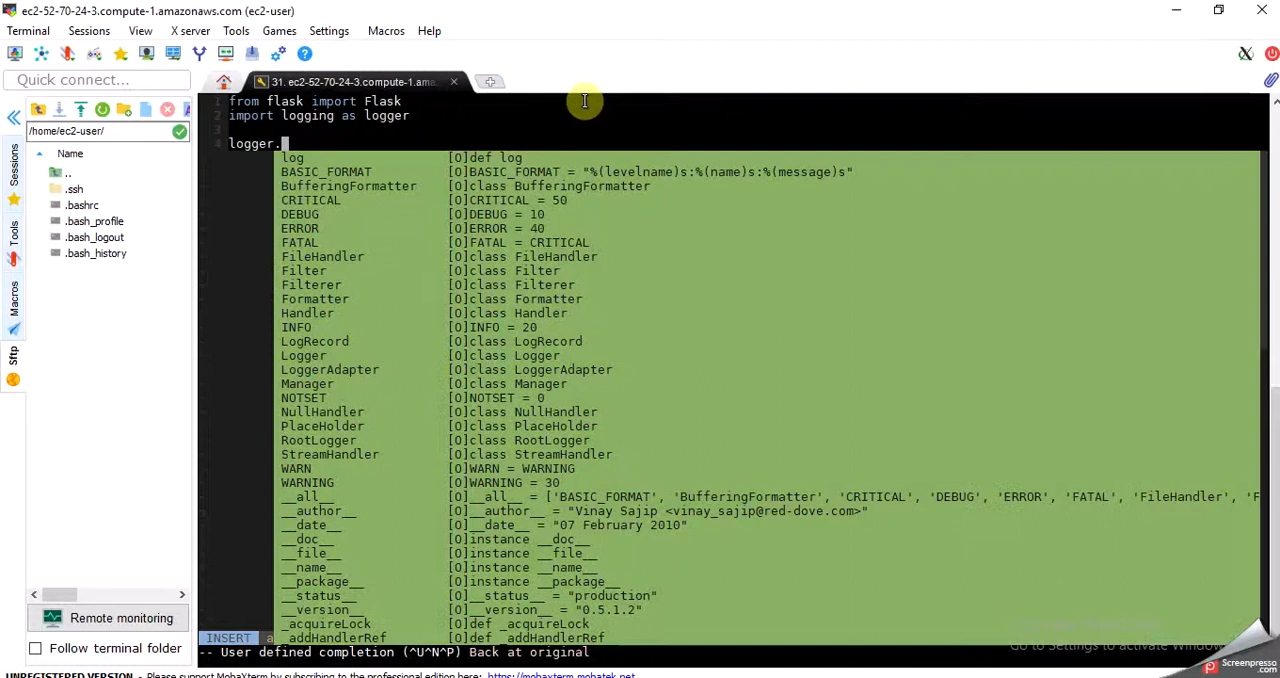 ec2-52-70-24-3.compute-1.amazonaws.com (ec2-user)
Terminal Sessions View X server Tools Games Settings Macros Help
Quick connect...
31. ec2-52-70-24-3.compute-1.ama...
/home/ec2-user/
Name
..
.ssh
.bashrc
.bash_profile
.bash_logout
.bash_history
Sessions
Tools
Macros
Sftp
Remote monitoring
Follow terminal folder
1 from flask import Flask
2 import logging as logger
3
4 logger.
log [O]def log
BASIC_FORMAT [O]BASIC_FORMAT = "%(levelname)s:%(name)s:%(message)s"
BufferingFormatter [O]class BufferingFormatter
CRITICAL [O]CRITICAL = 50
DEBUG [O]DEBUG = 10
ERROR [O]ERROR = 40
FATAL [O]FATAL = CRITICAL
FileHandler [O]class FileHandler
Filter [O]class Filter
Filterer [O]class Filterer
Formatter [O]class Formatter
Handler [O]class Handler
INFO [O]INFO = 20
LogRecord [O]class LogRecord
Logger [O]class Logger
LoggerAdapter [O]class LoggerAdapter
Manager [O]class Manager
NOTSET [O]NOTSET = 0
NullHandler [O]class NullHandler
PlaceHolder [O]class PlaceHolder
RootLogger [O]class RootLogger
StreamHandler [O]class StreamHandler
WARN [O]WARN = WARNING
WARNING [O]WARNING = 30
__all__ [O]__all__ = ['BASIC_FORMAT', 'BufferingFormatter', 'CRITICAL', 'DEBUG', 'ERROR', 'FATAL', 'FileHandler', 'F
__author__ [O]__author__ = "Vinay Sajip <vinay_sajip@red-dove.com>"
__date__ [O]__date__ = "07 February 2010"
__doc__ [O]instance __doc__
__file__ [O]instance __file__
__name__ [O]instance __name__
__package__ [O]instance __package__
__status__ [O]__status__ = "production"
__version__ [O]__version__ = "0.5.1.2"
_acquireLock [O]def _acquireLock
INSERT a _addHandlerRef [O]def _addHandlerRef
-- User defined completion (^U^N^P) Back at original
Go to Settings to activate Windows
Screenpresso
.com
UNREGISTERED VERSION - Please support MobaXterm by subscribing to the professional edition here: https://mobaxterm.mobatek.net